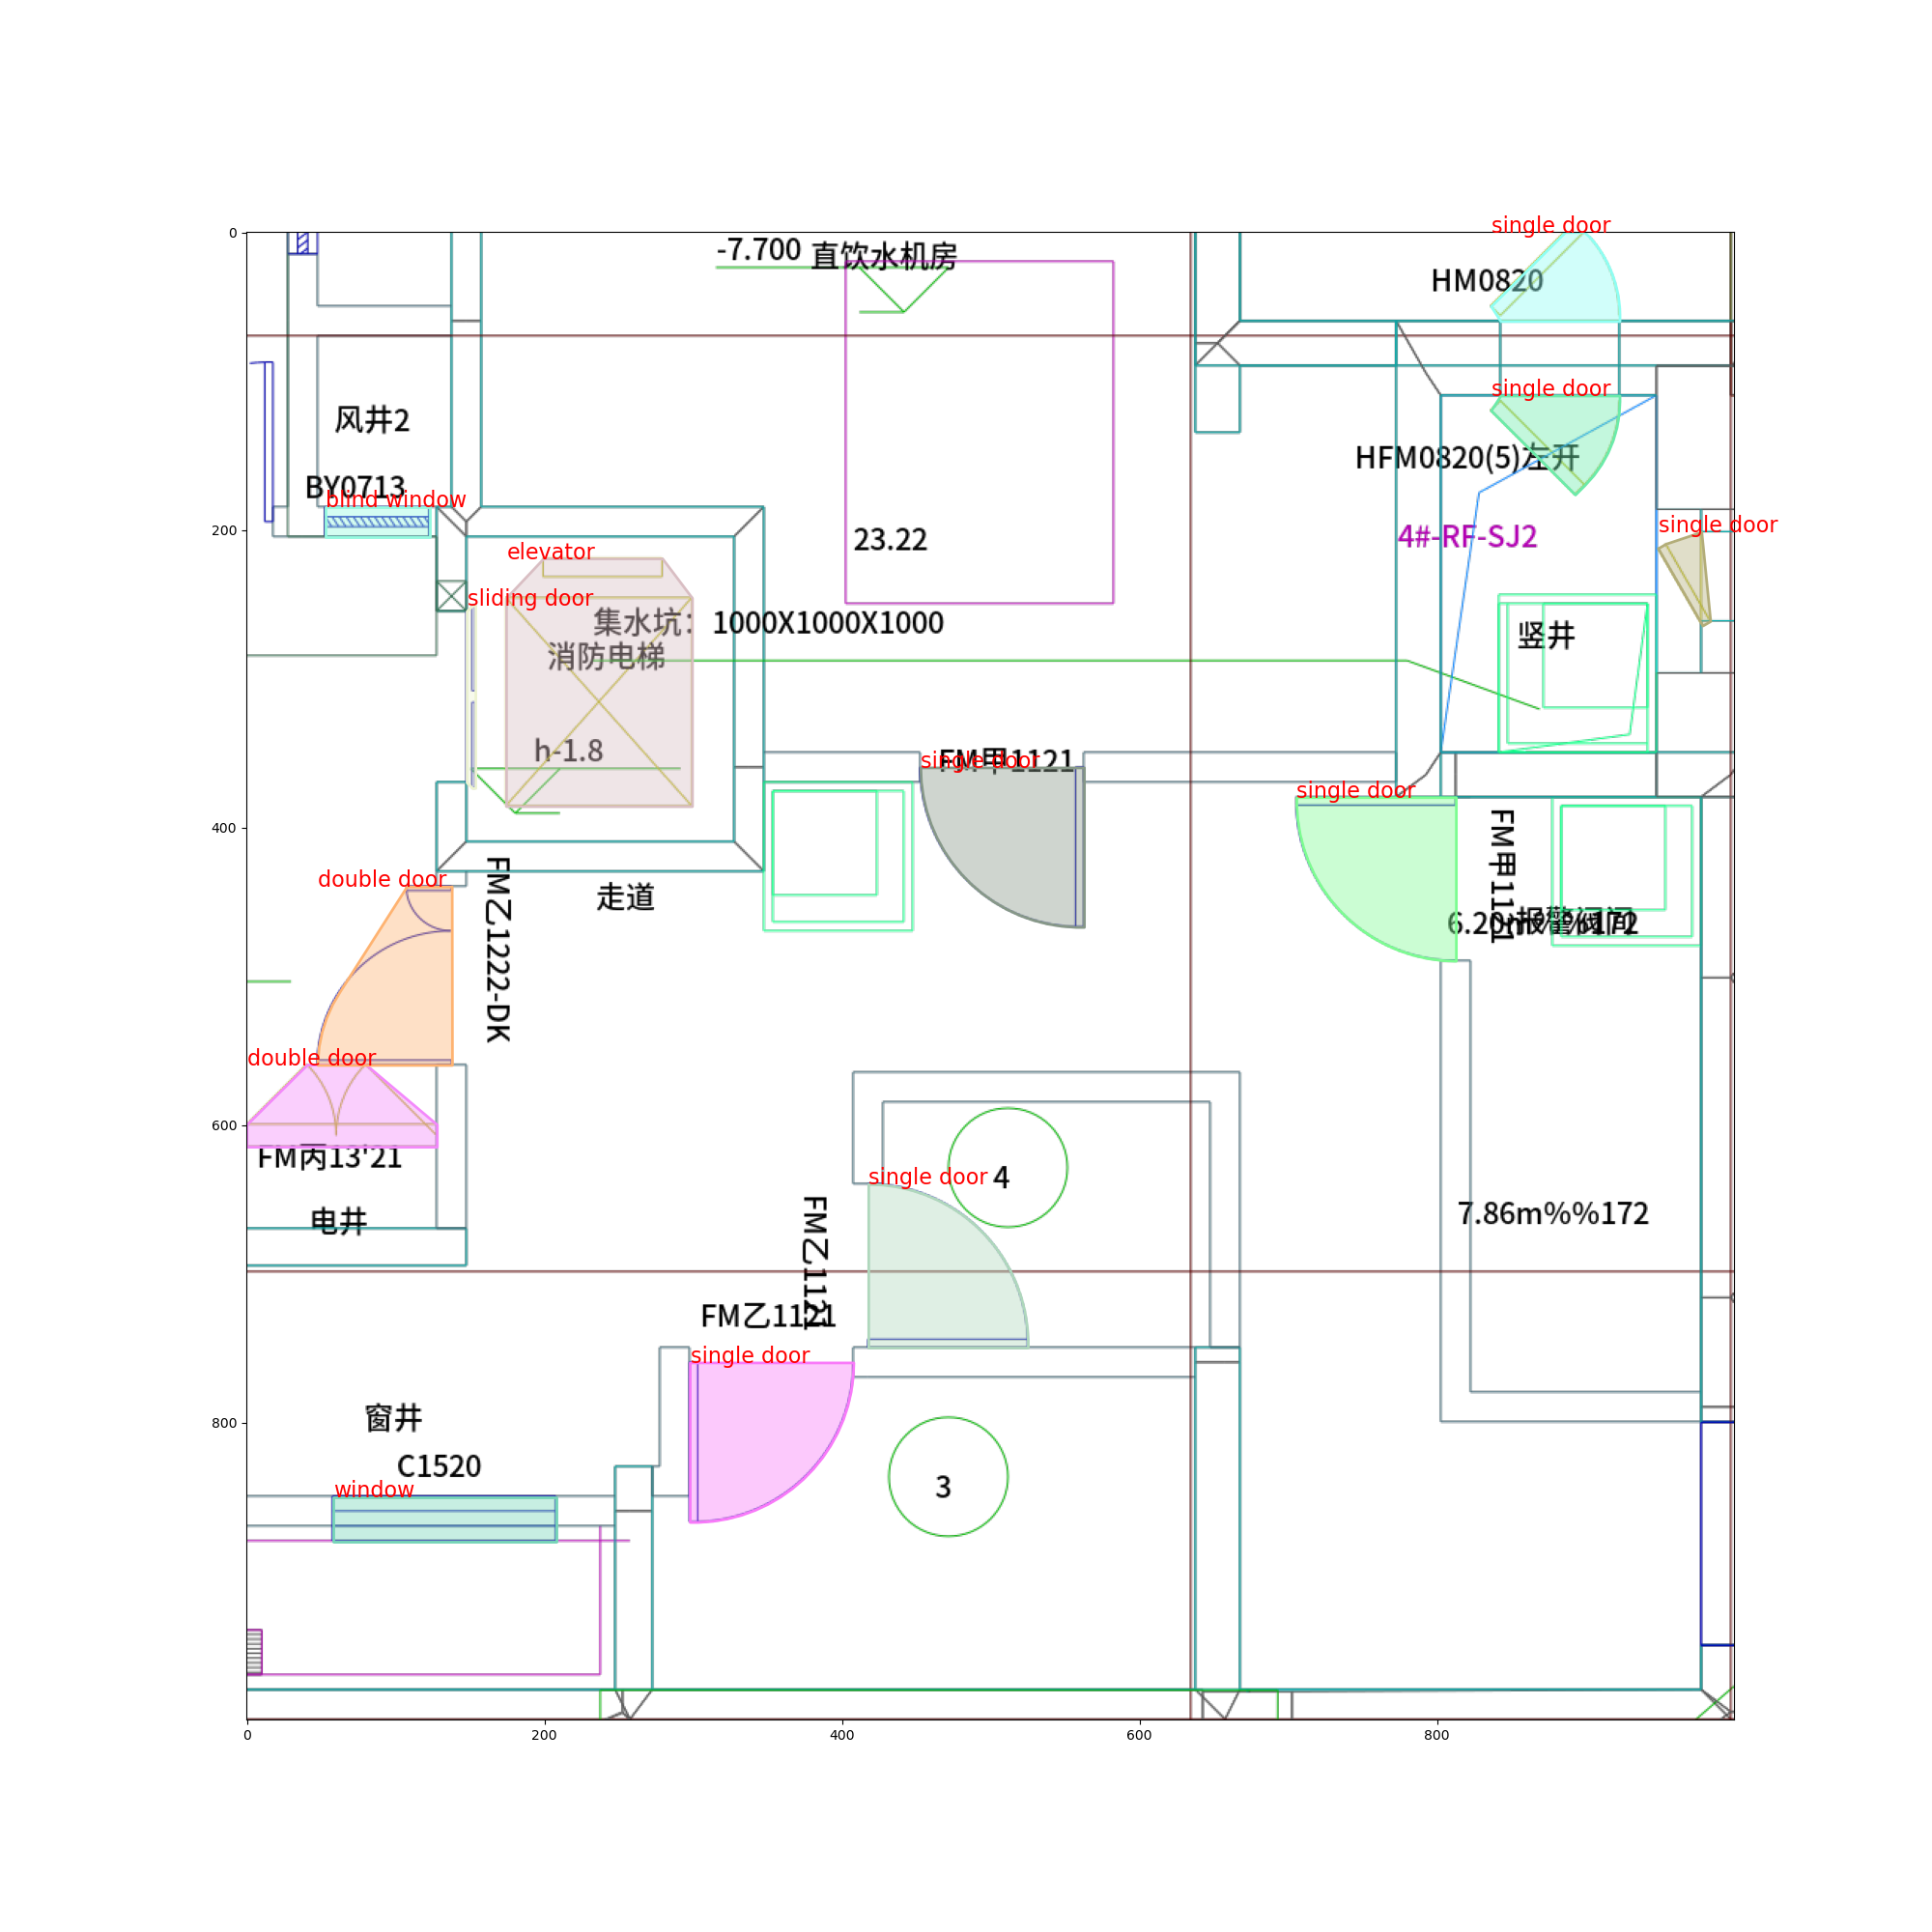 single door
0
-7.700 直饮水机房
HM0820
single door
风井2
HFM0820(5)左开
BY0713
blind window
single door
200
23.22
4#-RF-SJ2
elevator
sliding door
集水坑：1000X1000X1000
竖井
消防电梯
h-1.8
FM甲1121
single door
single door
400
FM甲1121
double door
FM乙1222-DK
走道
报警阀间
double door
600
FM丙13'21
single door
4
电井
7.86m%%172
FM乙1121
FM乙1121
single door
窗井
800
C1520
window
3
0
200
400
600
800